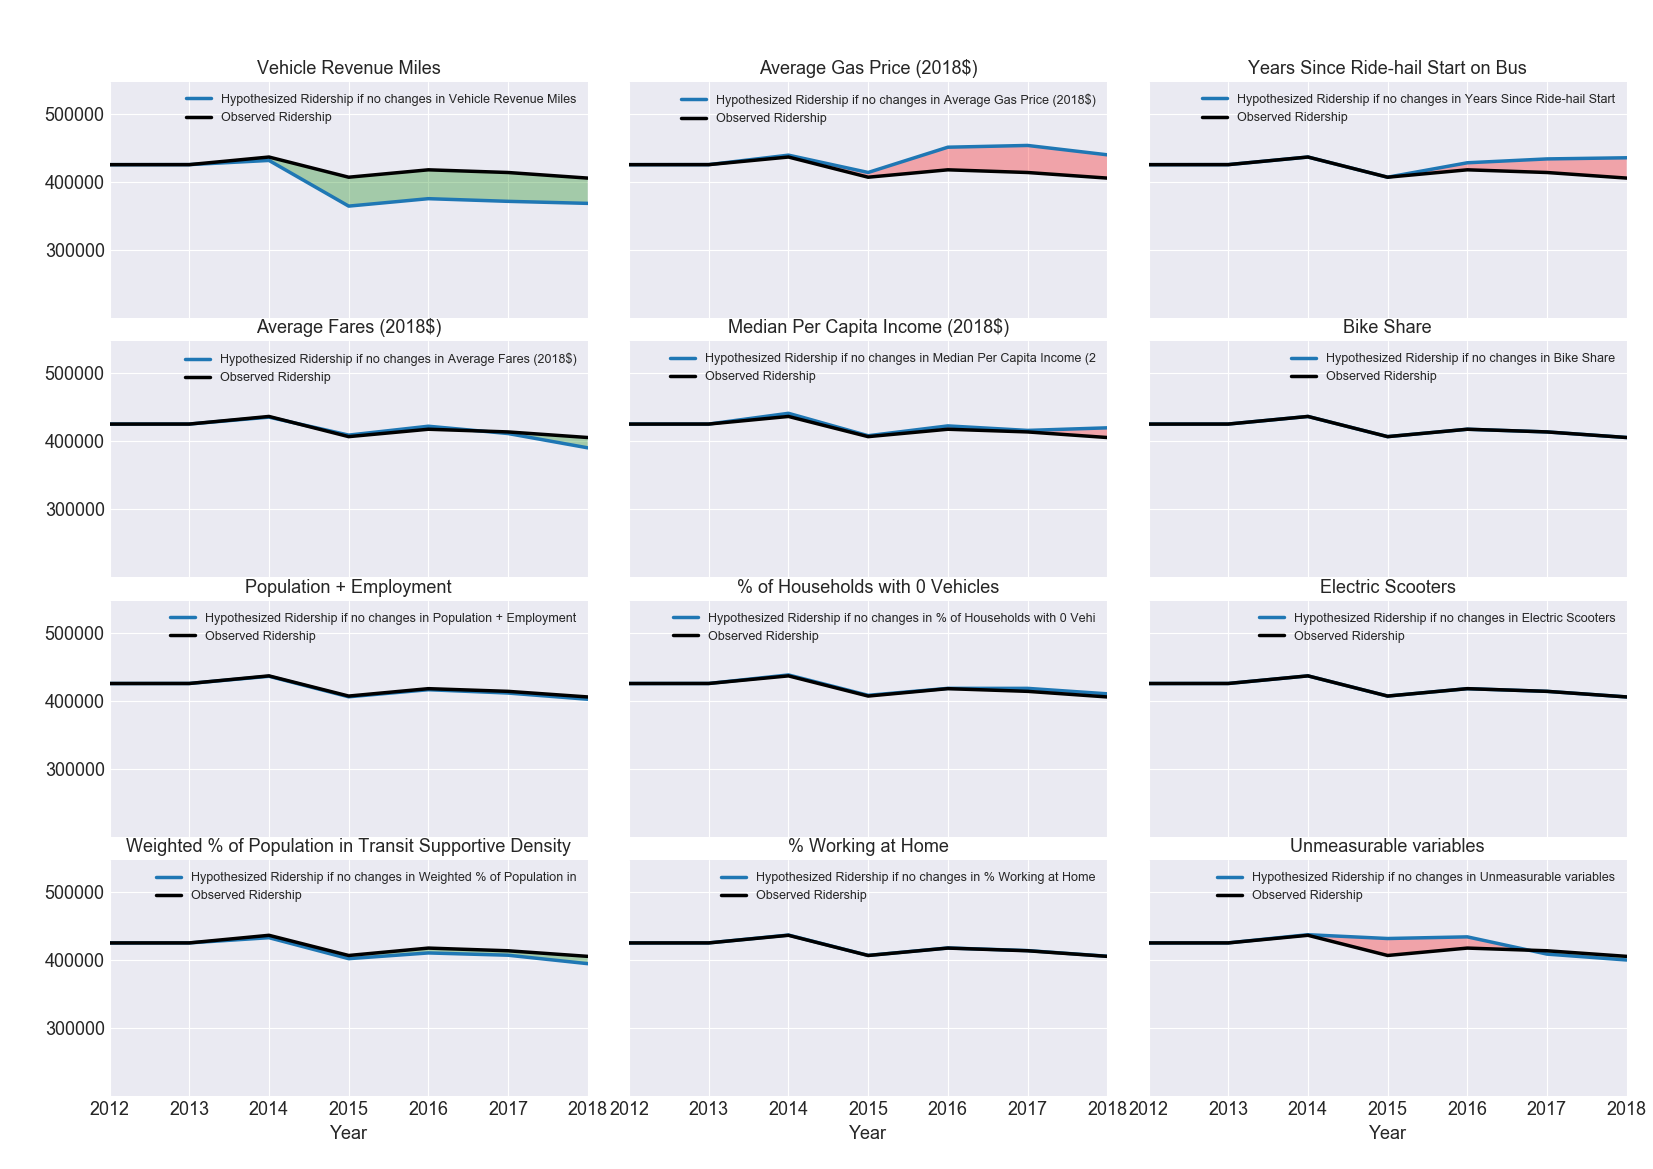 Vehicle Revenue Miles
Hypothesized Ridership if no changes in Vehicle Revenue Miles
Observed Ridership
500000
400000
300000
Average Gas Price (2018$)
Hypothesized Ridership if no changes in Average Gas Price (2018$)
Observed Ridership
Years Since Ride-hail Start on Bus
Hypothesized Ridership if no changes in Years Since Ride-hail Start
Observed Ridership
Average Fares (2018$)
Hypothesized Ridership if no changes in Average Fares (2018$)
Observed Ridership
500000
400000
300000
Median Per Capita Income (2018$)
Hypothesized Ridership if no changes in Median Per Capita Income (2
Observed Ridership
Bike Share
Hypothesized Ridership if no changes in Bike Share
Observed Ridership
Population + Employment
Hypothesized Ridership if no changes in Population + Employment
Observed Ridership
500000
400000
300000
% of Households with 0 Vehicles
Hypothesized Ridership if no changes in % of Households with 0 Vehi
Observed Ridership
Electric Scooters
Hypothesized Ridership if no changes in Electric Scooters
Observed Ridership
Weighted % of Population in Transit Supportive Density
Hypothesized Ridership if no changes in Weighted % of Population in
Observed Ridership
500000
400000
300000
2012 2013 2014 2015 2016 2017 2018
Year
% Working at Home
Hypothesized Ridership if no changes in % Working at Home
Observed Ridership
2012 2013 2014 2015 2016 2017 2018
Year
Unmeasurable variables
Hypothesized Ridership if no changes in Unmeasurable variables
Observed Ridership
2012 2013 2014 2015 2016 2017 2018
Year